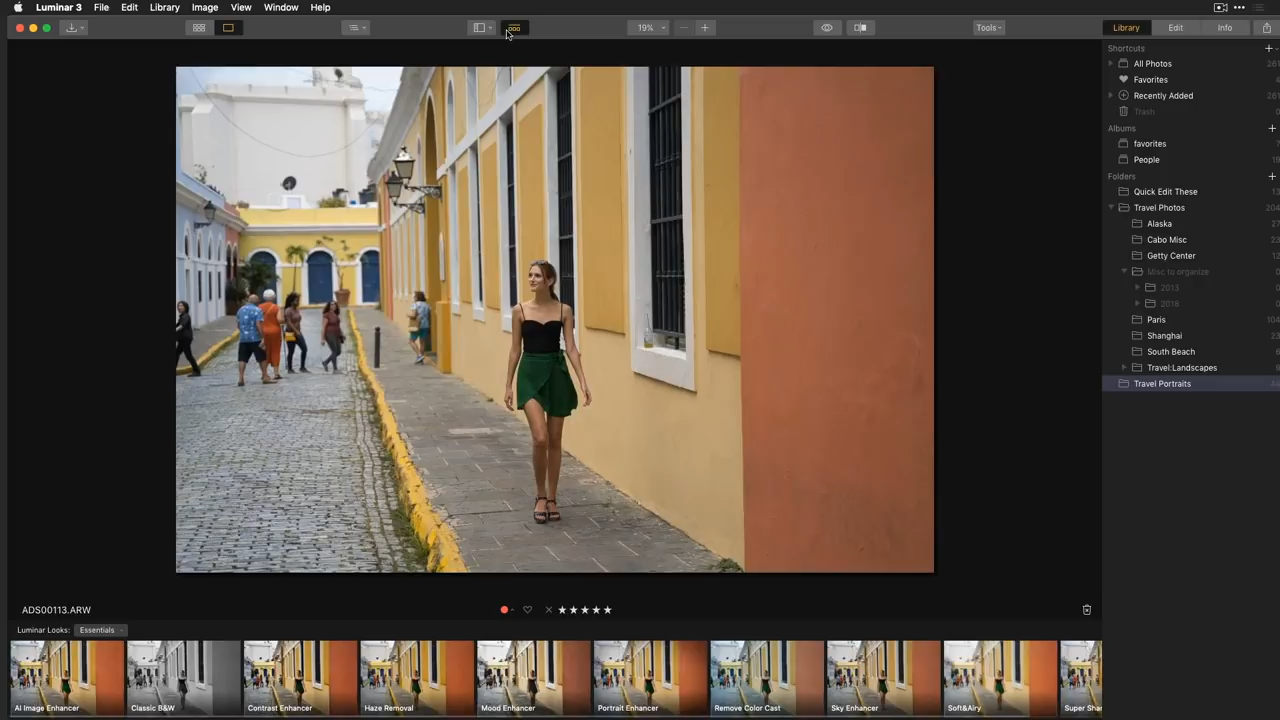 Luminar 3 File Edit Library Image View Window Help
19% Tools Library Edit Info
Shortcuts
All Photos
Favorites
Recently Added
Trash
Albums
favorites
People
Folders
Quick Edit These
Travel Photos
Alaska
Cabo Misc
Getty Center
Misc to organize
2013
2018
Paris
Shanghai
South Beach
Travel:Landscapes
Travel Portraits
ADS00113.ARW
Luminar Looks: Essentials
AI Image Enhancer Classic B&W Contrast Enhancer Haze Removal Mood Enhancer Portrait Enhancer Remove Color Cast Sky Enhancer Soft&Airy Super Shar